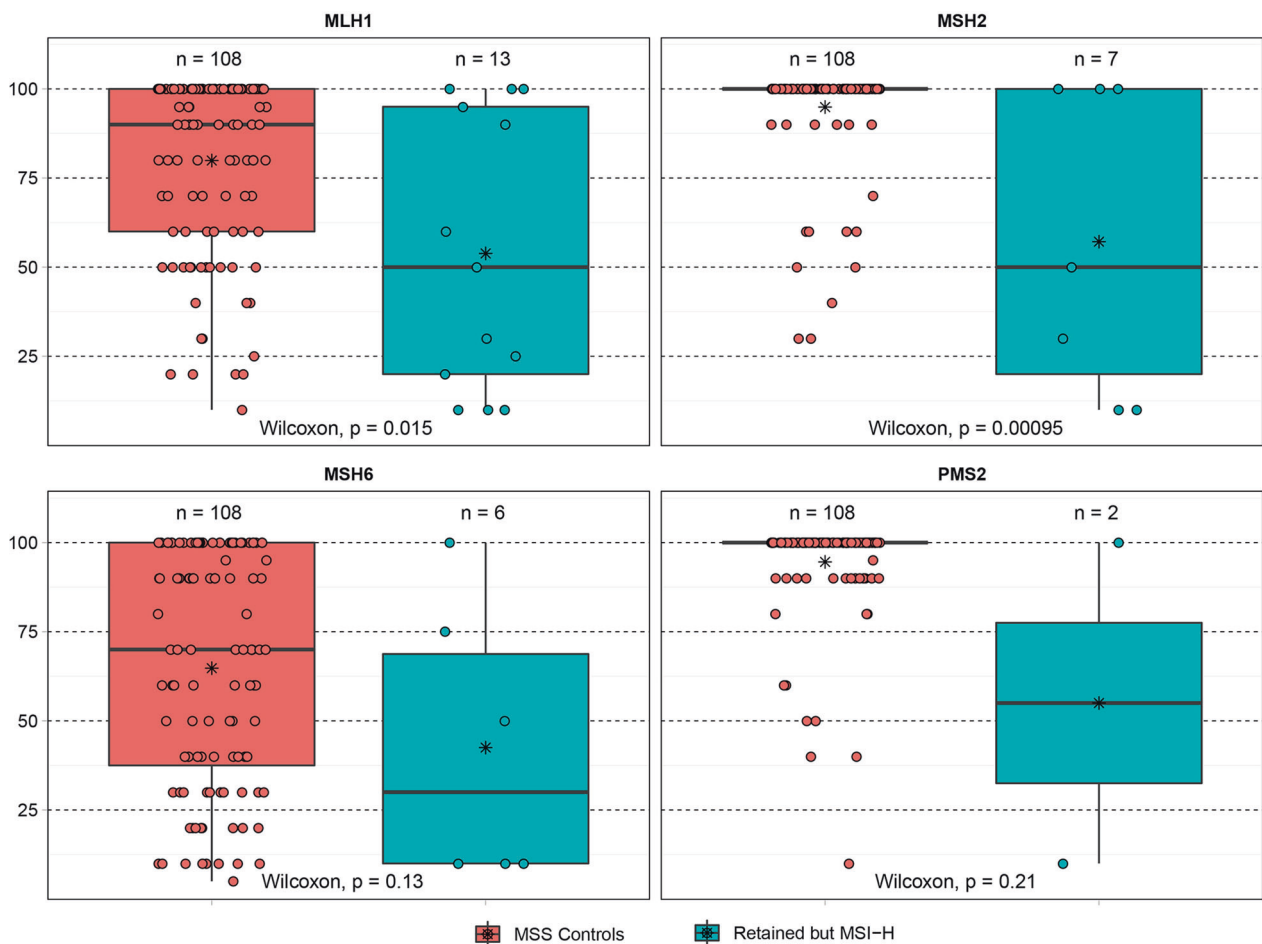 MLH1
MSH2
n = 108
n = 13
n = 108
n = 7
100
75
50
25
Wilcoxon, p = 0.015
Wilcoxon, p = 0.00095
MSH6
PMS2
n = 108
n = 6
n = 108
n = 2
100
75
50
25
Wilcoxon, p = 0.13
Wilcoxon, p = 0.21
MSS Controls
Retained but MSI−H